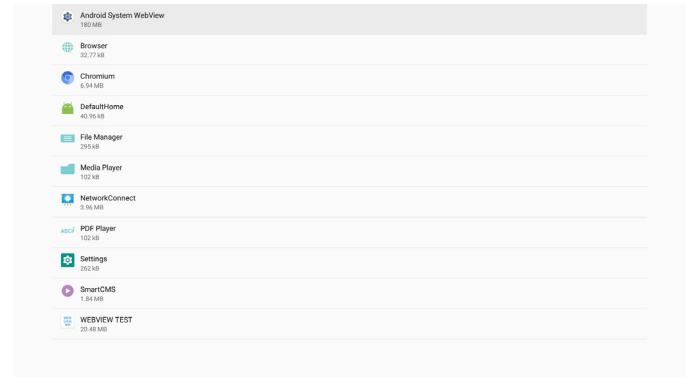 Android System WebView
180 MB
Browser
32.77 kB
Chromium
6.94 MB
DefaultHome
40.96 kB
File Manager
295 kB
Media Player
102 kB
NetworkConnect
3.96 MB
PDF Player
102 kB
Settings
262 kB
SmartCMS
1.84 MB
WEBVIEW TEST
20.48 MB